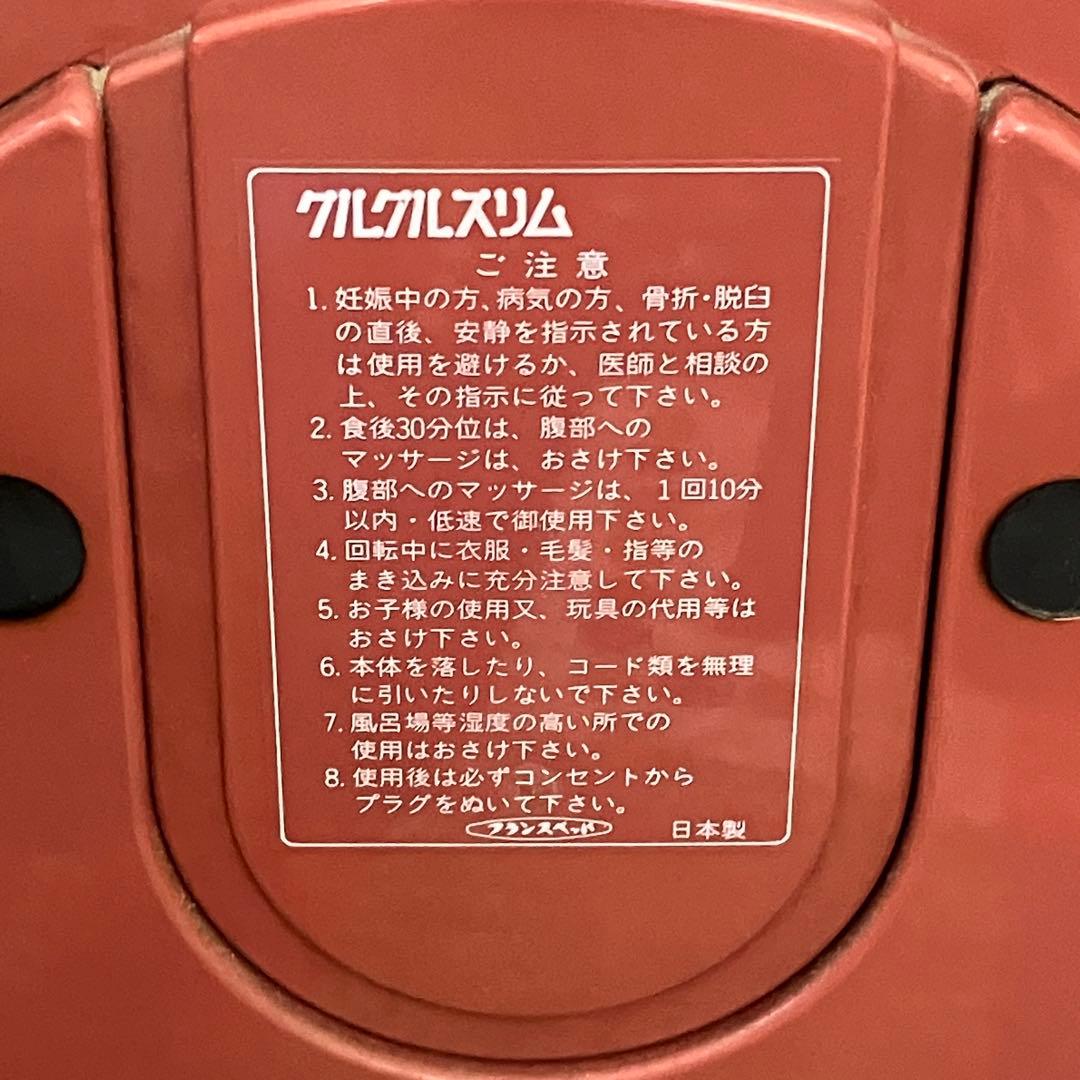 クルクルスリム
ご注意
1. 妊娠中の方、病気の方、骨折・脱臼
の直後、安静を指示されている方
は使用を避けるか、医師と相談の
上、その指示に従って下さい。
2. 食後30分位は、腹部への
マッサージは、おさけ下さい。
3. 腹部へのマッサージは、1回10分
以内・低速で御使用下さい。
4. 回転中に衣服・毛髪・指等の
まき込みに充分注意して下さい。
5. お子様の使用又、玩具の代用等は
おさけ下さい。
6. 本体を落したり、コード類を無理
に引いたりしないで下さい。
7. 風呂場等湿度の高い所での
使用はおさけ下さい。
8. 使用後は必ずコンセントから
プラグをぬいて下さい。
フランスベッド 日本製